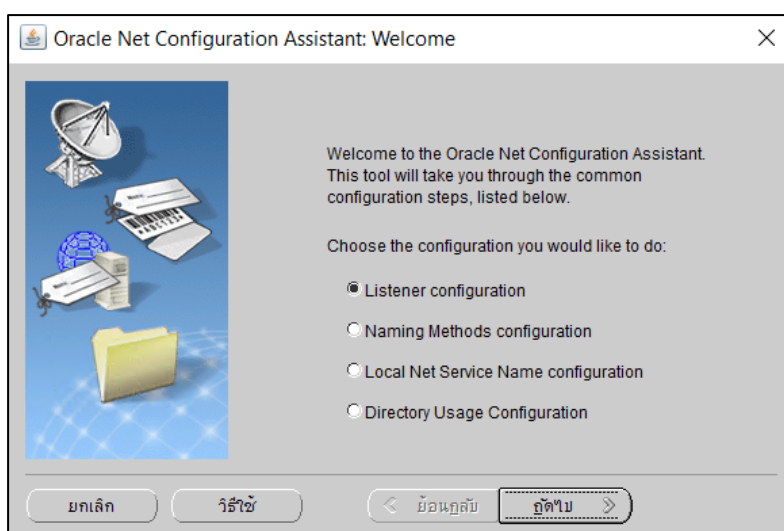 Oracle Net Configuration Assistant: Welcome
Welcome to the Oracle Net Configuration Assistant.
This tool will take you through the common
configuration steps, listed below.
Choose the configuration you would like to do:
Listener configuration
Naming Methods configuration
Local Net Service Name configuration
Directory Usage Configuration
ยกเลิก
วิธีใช้
ย้อนกลับ
ถัดไป